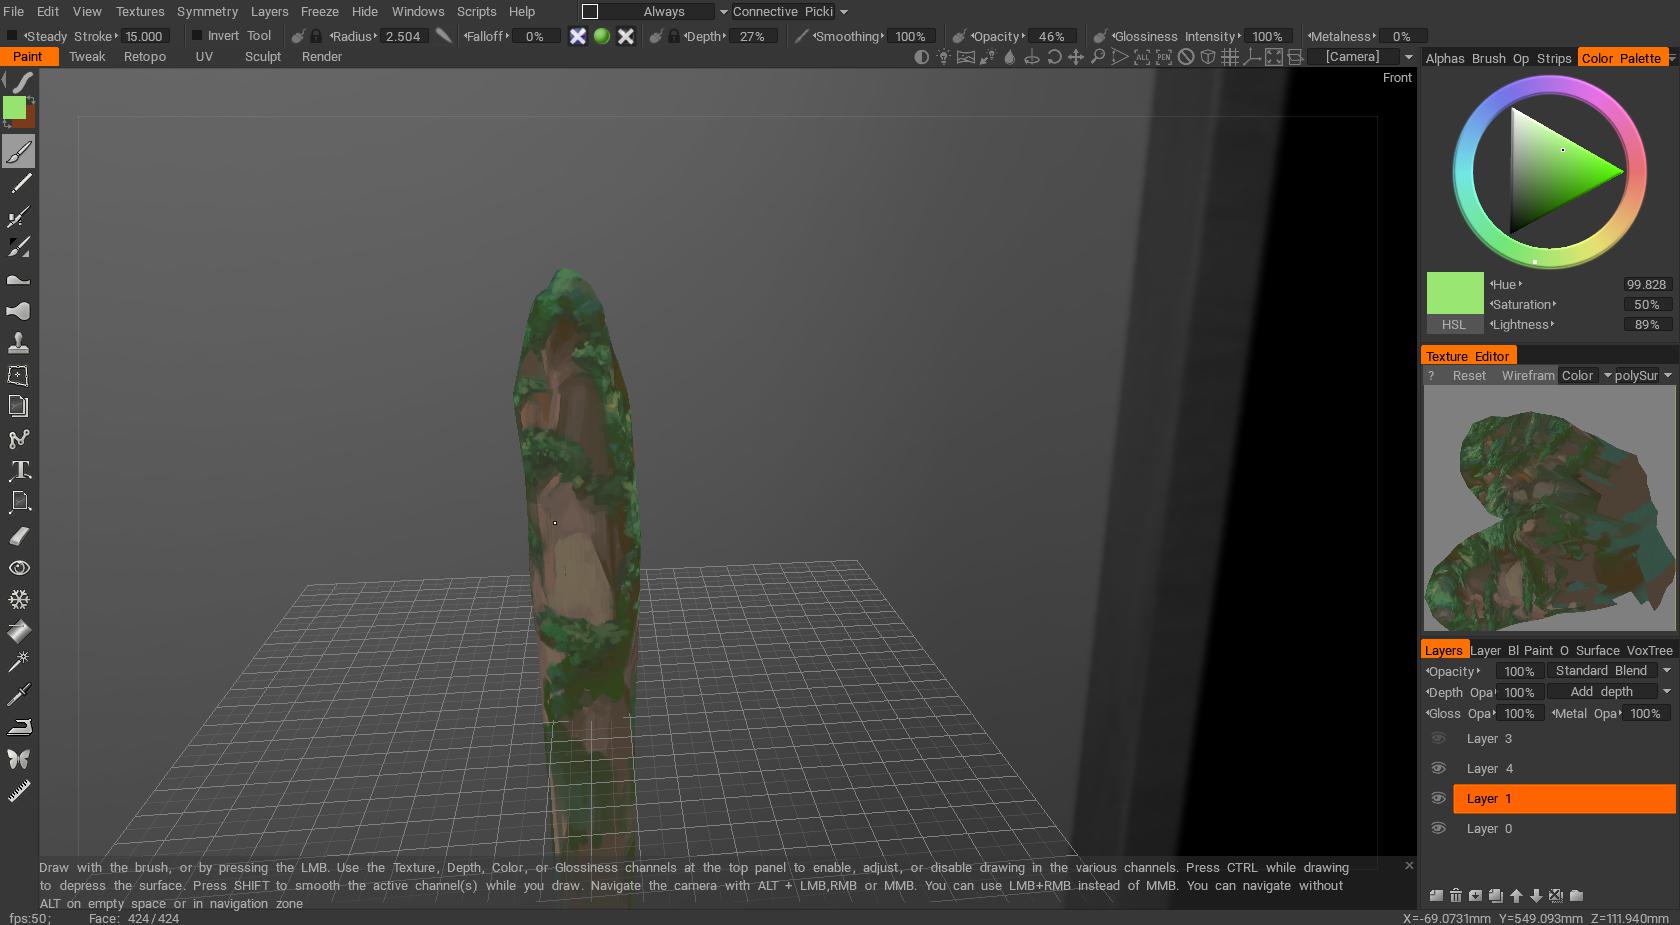 File Edit View Textures Symmetry Layers Freeze Hide Windows Scripts Help Always Connective Picki
Steady Stroke 15.000 Invert Tool Radius 2.504 Falloff 0% Depth 27% Smoothing 100% Opacity 46% Glossiness Intensity 100% Metalness 0%
Paint Tweak Retopo UV Sculpt Render ALL PEN [Camera]
Front
Alphas Brush Op Strips Color Palette
Hue 99.828
Saturation 50%
HSL Lightness 89%
Texture Editor
? Reset Wirefram Color polySur
Layers Layer Bl Paint O Surface VoxTree
Opacity 100% Standard Blend
Depth Opa 100% Add depth
Gloss Opa 100% Metal Opa 100%
Layer 3
Layer 4
Layer 1
Layer 0
Draw with the brush, or by pressing the LMB. Use the Texture, Depth, Color, or Glossiness channels at the top panel to enable, adjust, or disable drawing in the various channels. Press CTRL while drawing
to depress the surface. Press SHIFT to smooth the active channel(s) while you draw. Navigate the camera with ALT + LMB,RMB or MMB. You can use LMB+RMB instead of MMB. You can navigate without
ALT on empty space or in navigation zone
fps:50; Face: 424/424 X=-69.0731mm Y=549.093mm Z=111.940mm